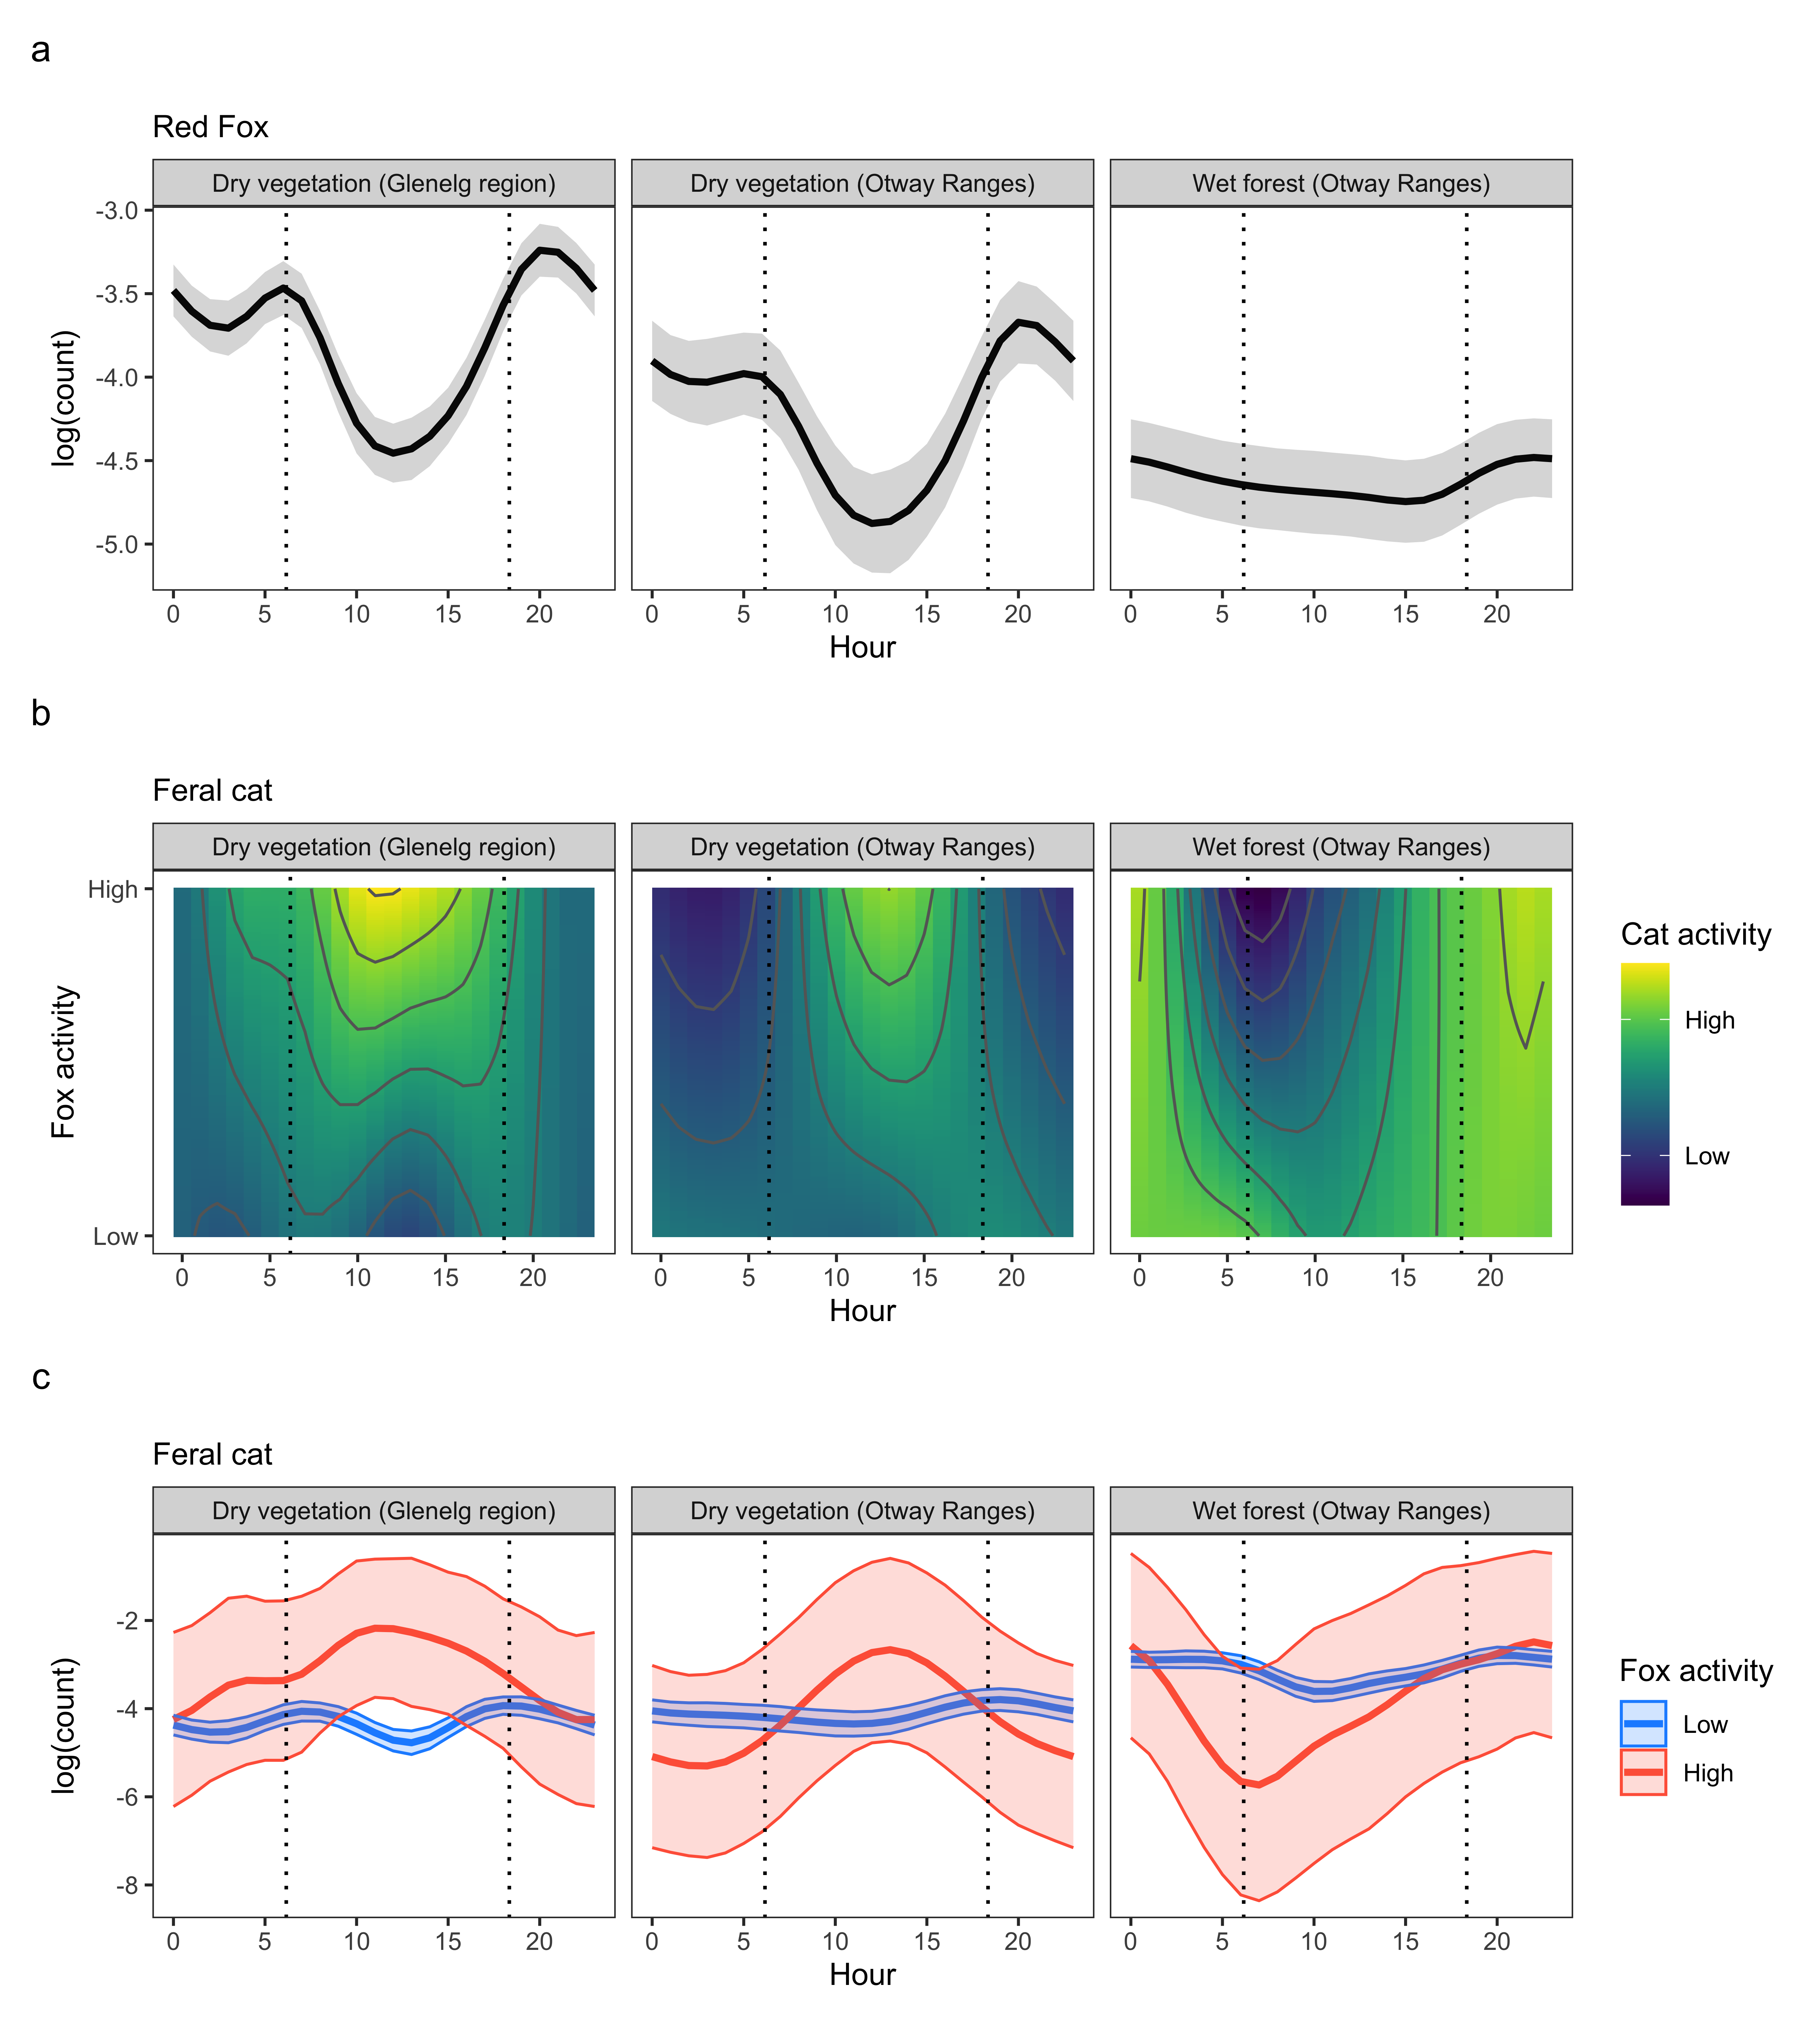 a
Red Fox
Dry vegetation (Glenelg region) Dry vegetation (Otway Ranges) Wet forest (Otway Ranges)
-3.0
-3.5
-4.0
-4.5
-5.0
log(count)
0 5 10 15 20 0 5 10 15 20 0 5 10 15 20
Hour
b
Feral cat
Dry vegetation (Glenelg region) Dry vegetation (Otway Ranges) Wet forest (Otway Ranges)
High
Low
Fox activity
0 5 10 15 20 0 5 10 15 20 0 5 10 15 20
Hour
Cat activity
High
Low
c
Feral cat
Dry vegetation (Glenelg region) Dry vegetation (Otway Ranges) Wet forest (Otway Ranges)
-2
-4
-6
-8
log(count)
0 5 10 15 20 0 5 10 15 20 0 5 10 15 20
Hour
Fox activity
Low
High